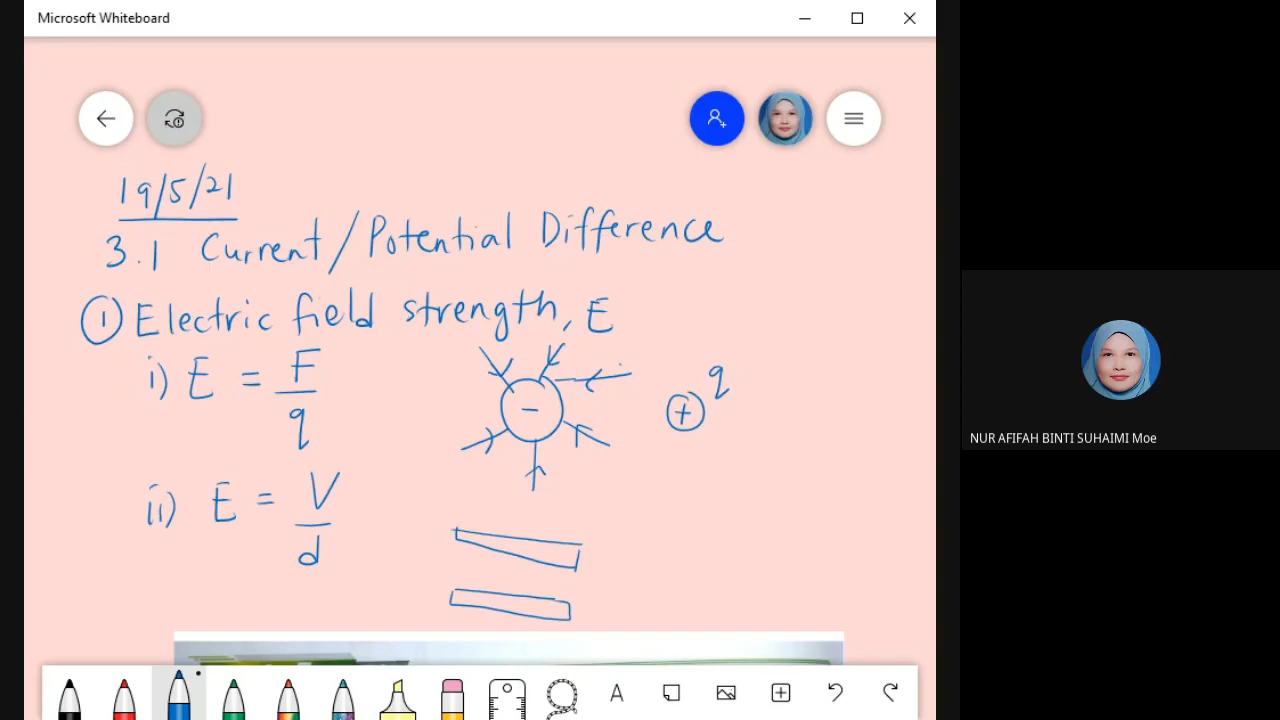 Microsoft Whiteboard
19/5/21
3.1 Current/Potential Difference
① Electric field strength, E
i) E = F/q
− + q
ii) E = V/d
NUR AFIFAH BINTI SUHAIMI Moe
A